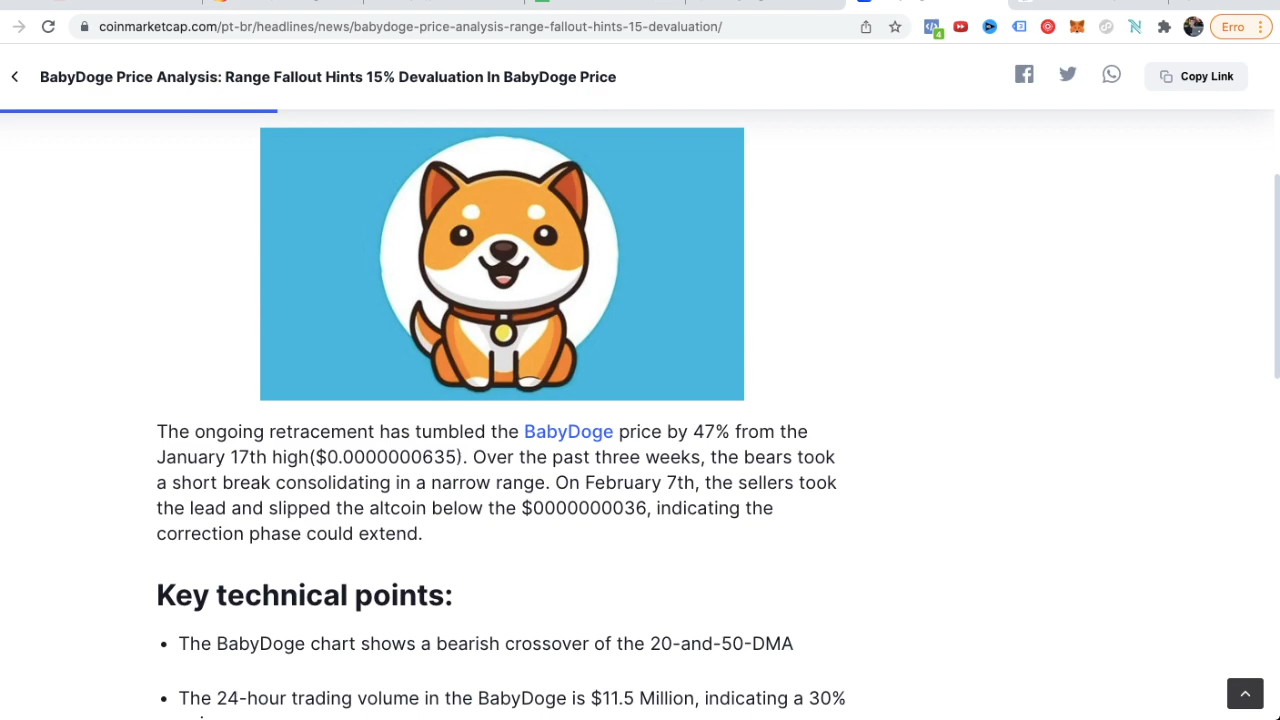 coinmarketcap.com/pt-br/headlines/news/babydoge-price-analysis-range-fallout-hints-15-devaluation/
4
Erro
BabyDoge Price Analysis: Range Fallout Hints 15% Devaluation In BabyDoge Price
Copy Link
The ongoing retracement has tumbled the BabyDoge price by 47% from the
January 17th high($0.0000000635). Over the past three weeks, the bears took
a short break consolidating in a narrow range. On February 7th, the sellers took
the lead and slipped the altcoin below the $0000000036, indicating the
correction phase could extend.
Key technical points:
• The BabyDoge chart shows a bearish crossover of the 20-and-50-DMA
• The 24-hour trading volume in the BabyDoge is $11.5 Million, indicating a 30%